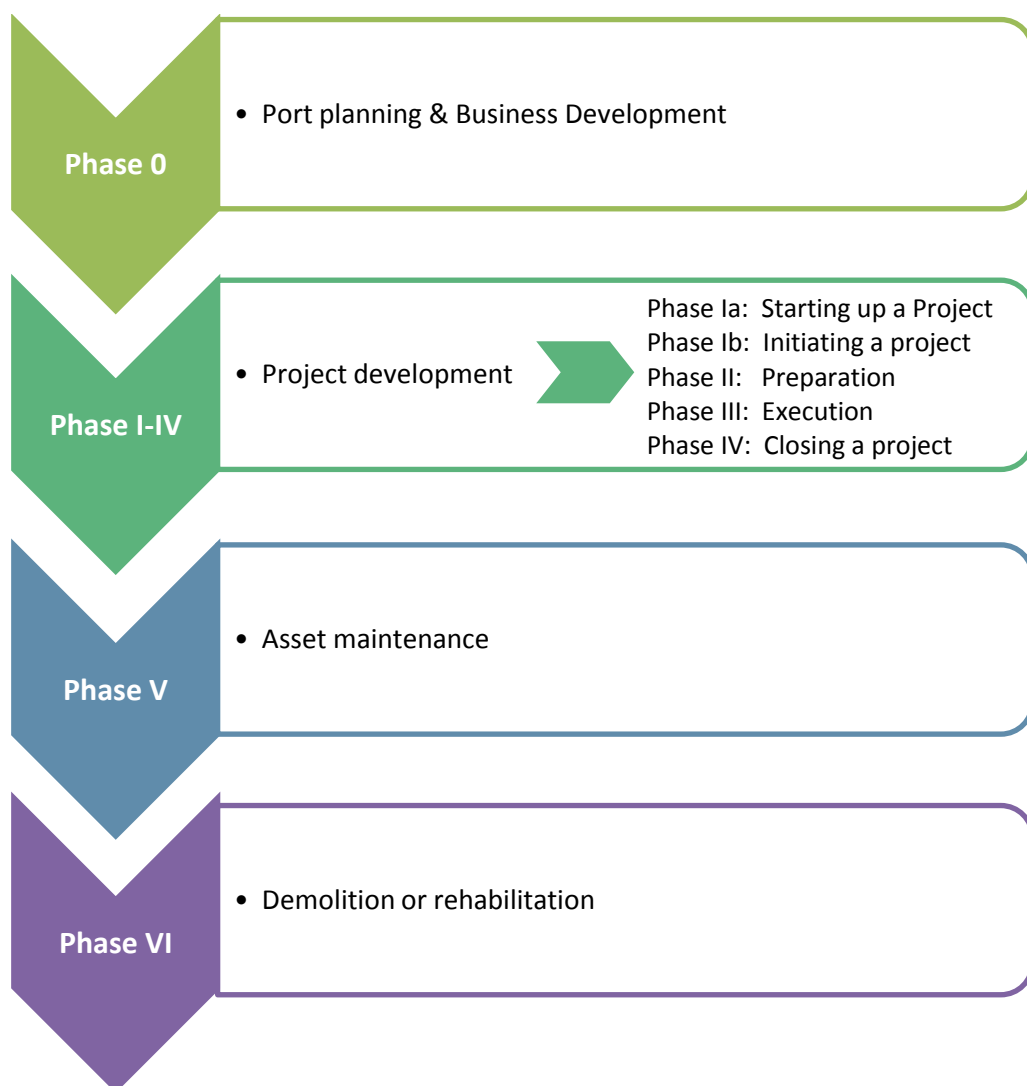 Phase 0
• Port planning & Business Development
Phase I-IV
• Project development
Phase Ia: Starting up a Project
Phase Ib: Initiating a project
Phase II: Preparation
Phase III: Execution
Phase IV: Closing a project
Phase V
• Asset maintenance
Phase VI
• Demolition or rehabilitation